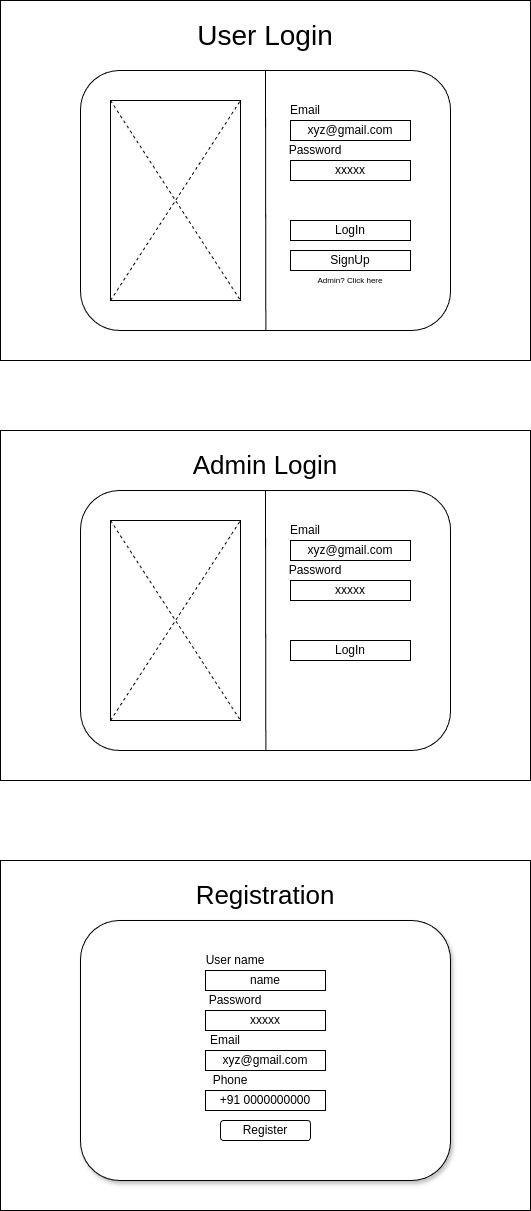 User Login
Email
xyz@gmail.com
Password
xxxxx
LogIn
SignUp
Admin? Click here
Admin Login
Email
xyz@gmail.com
Password
xxxxx
LogIn
Registration
User name
name
Password
xxxxx
Email
xyz@gmail.com
Phone
+91 0000000000
Register